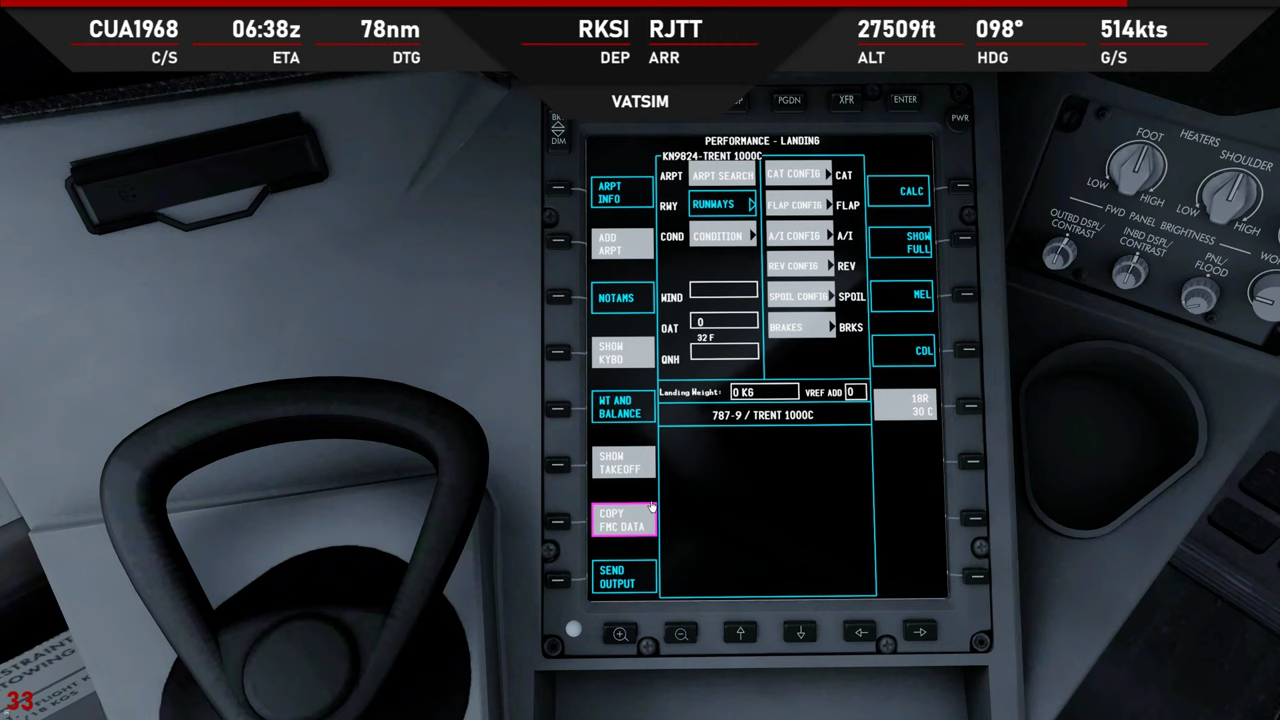 CUA1968 06:38z 78nm RKSI RJTT 27509ft 098° 514kts
C/S ETA DTG DEP ARR ALT HDG G/S
VATSIM
PGDN XFR ENTER
DIM PWR
PERFORMANCE - LANDING
KN9824-TRENT 1000C
ARPT INFO
ADD ARPT
NOTAMS
SHOW KYBD
WT AND BALANCE
SHOW TAKEOFF
COPY FMC DATA
SEND OUTPUT
ARPT ARPT SEARCH
RWY RUNWAYS
COND CONDITION
WIND
OAT 0
32 F
QNH
CAT CONFIG CAT
FLAP CONFIG FLAP
A/I CONFIG A/I
REV CONFIG REV
SPOIL CONFIG SPOIL
BRAKES BRKS
Landing Weight: 0 KG VREF ADD 0
787-9 / TRENT 1000C
CALC
SHOW FULL
MEL
CDL
18R
30 C
FOOT HEATERS SHOULDER
LOW HIGH LOW HIGH
FWD PANEL BRIGHTNESS
OUTBD DSPL/ CONTRAST
INBD DSPL/ CONTRAST
PNL/ FLOOD
TOWING
33